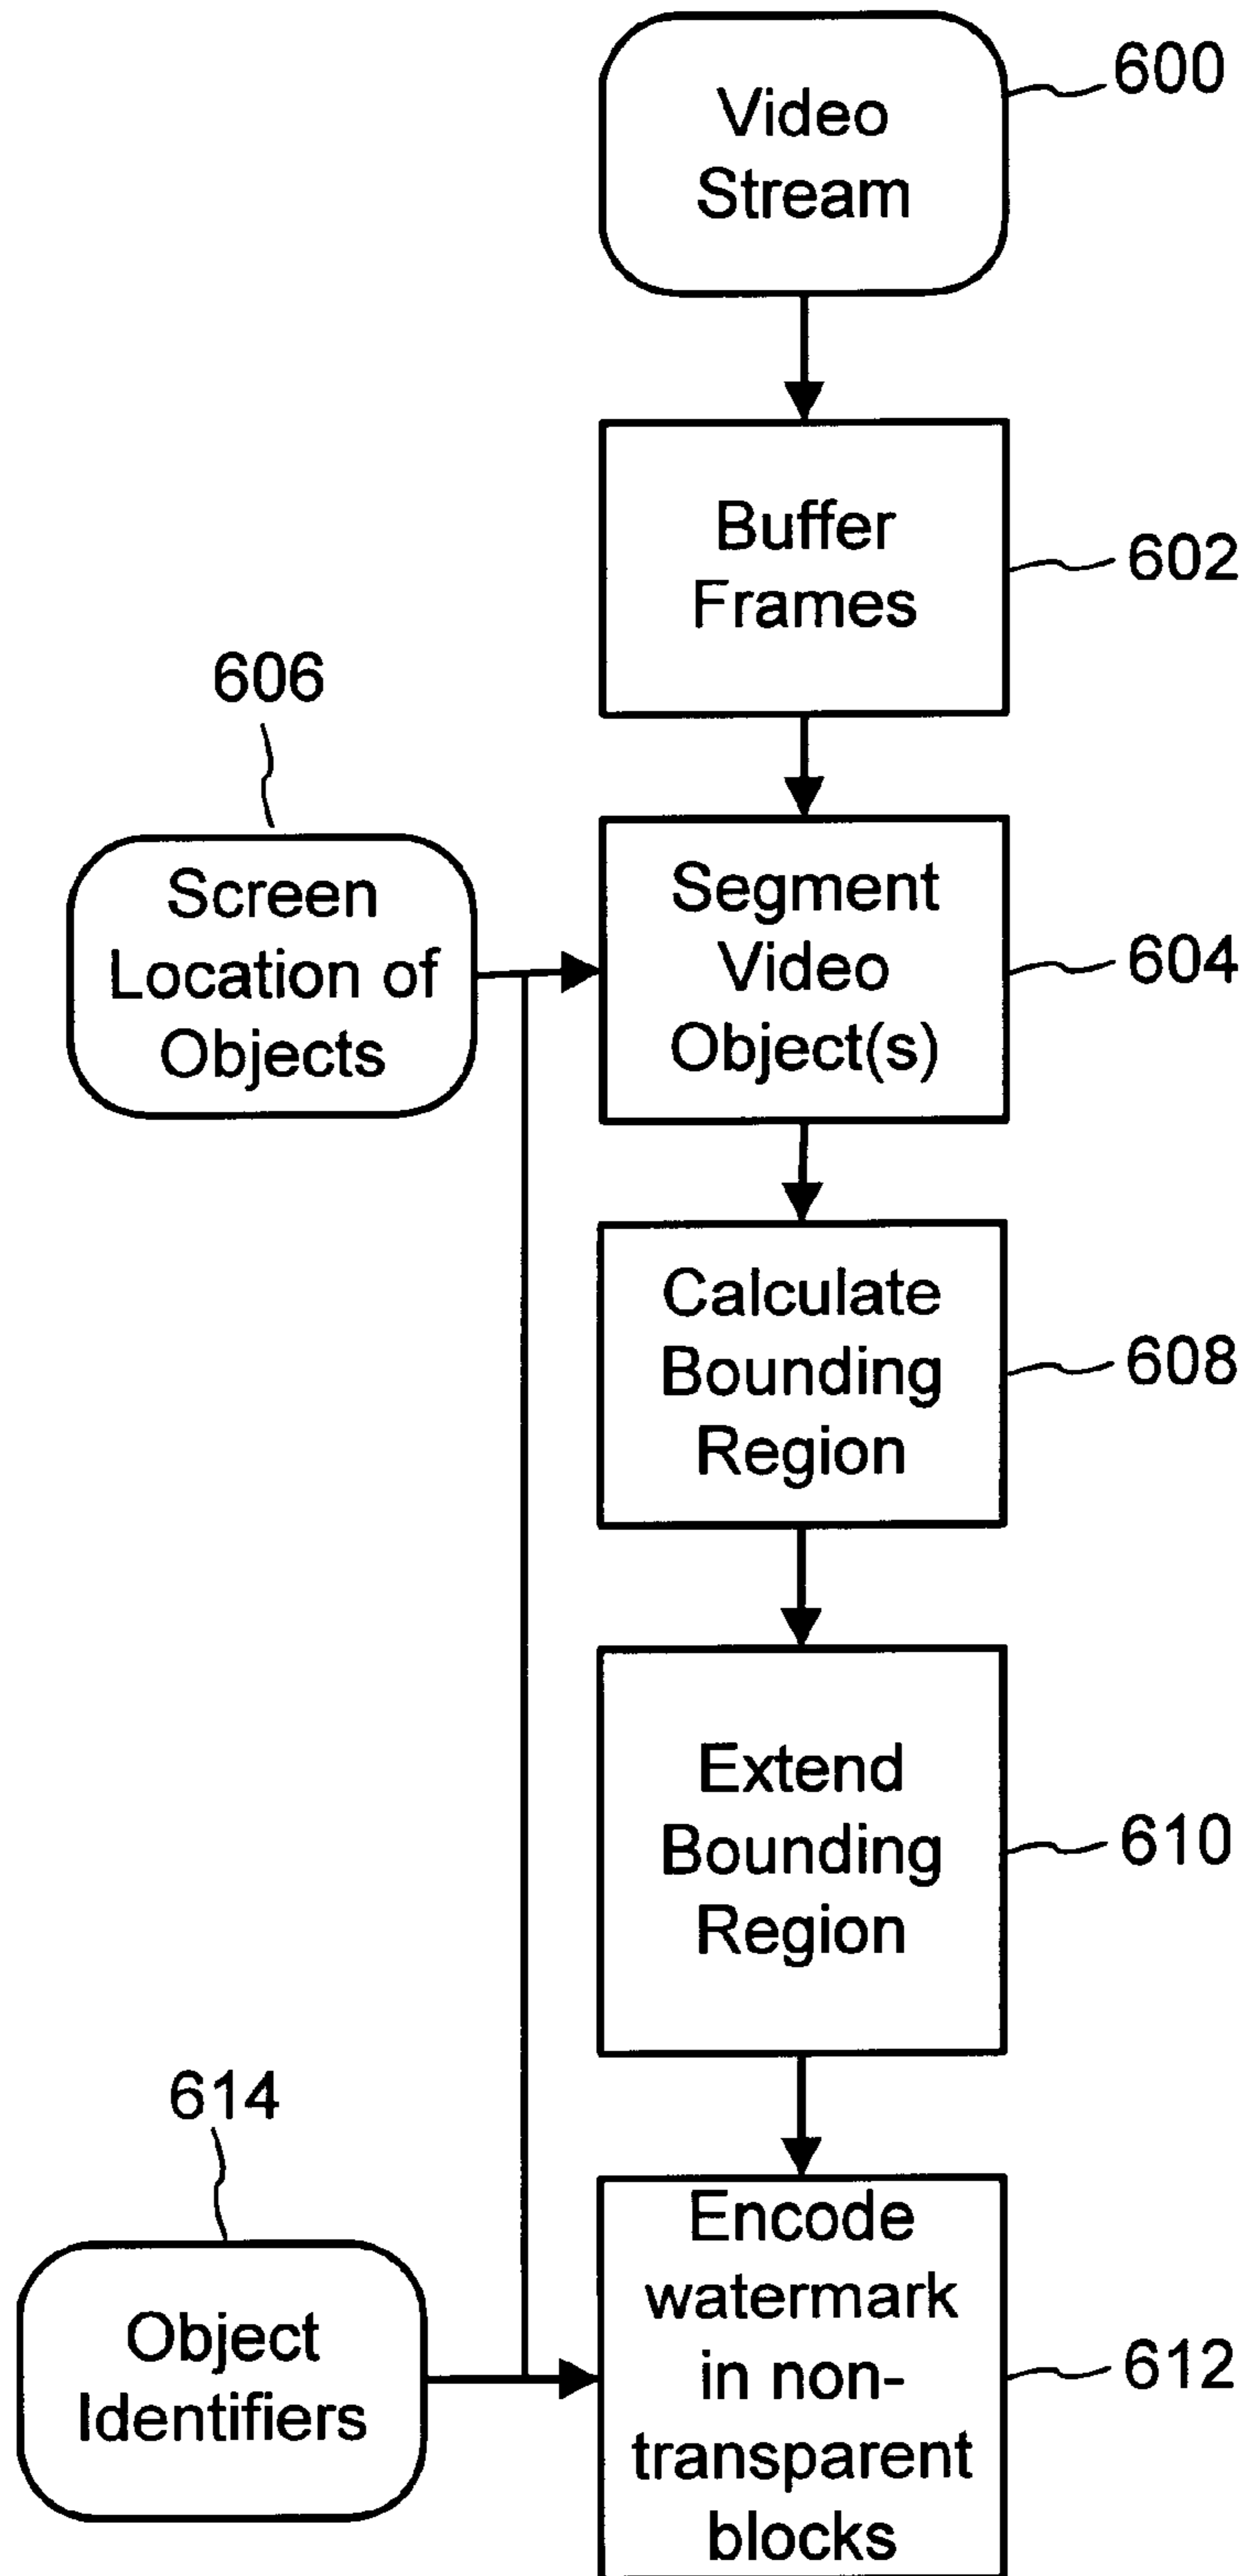 Video
Stream
600
Buffer
Frames
602
606
Screen
Location of
Objects
Segment
Video
Object(s)
604
Calculate
Bounding
Region
608
Extend
Bounding
Region
610
614
Object
Identifiers
Encode
watermark
in non-
transparent
blocks
612